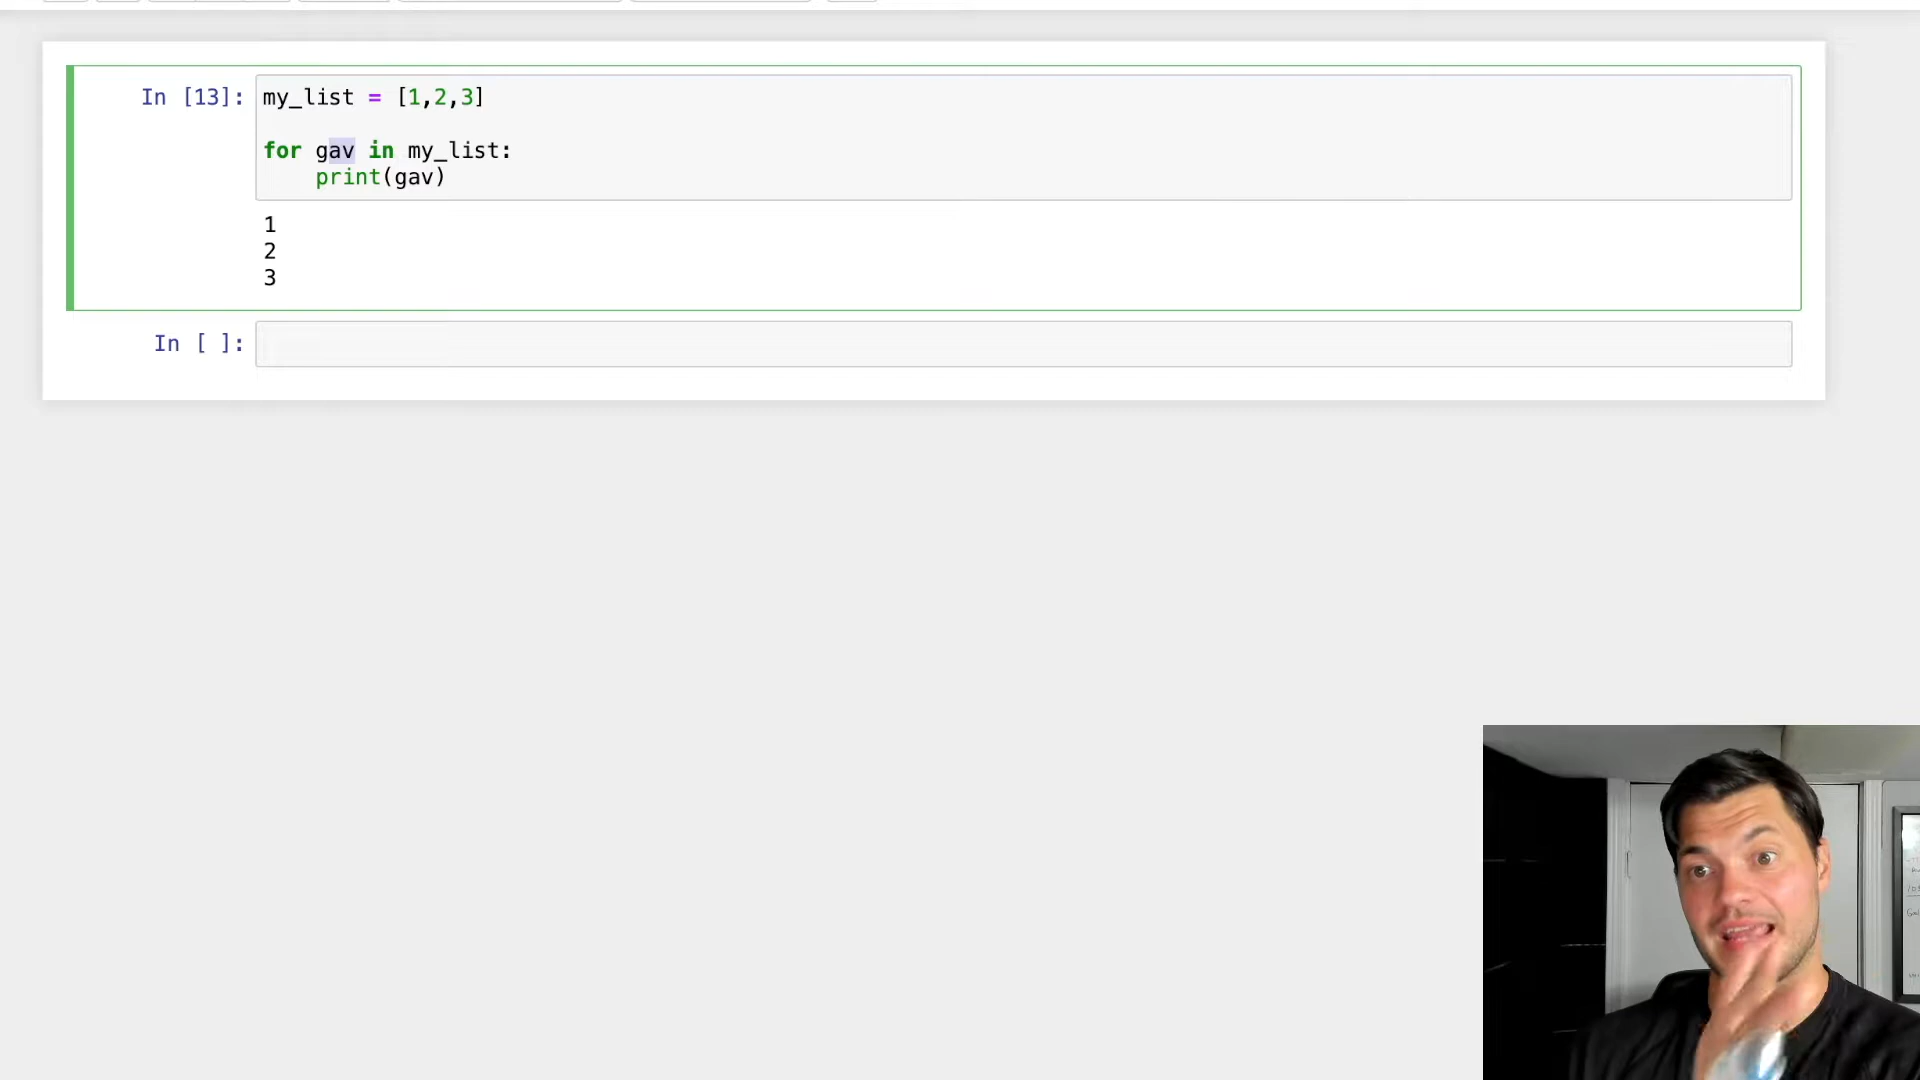 In [13]: my_list = [1,2,3]
for gav in my_list:
    print(gav)
1
2
3
In [ ]: